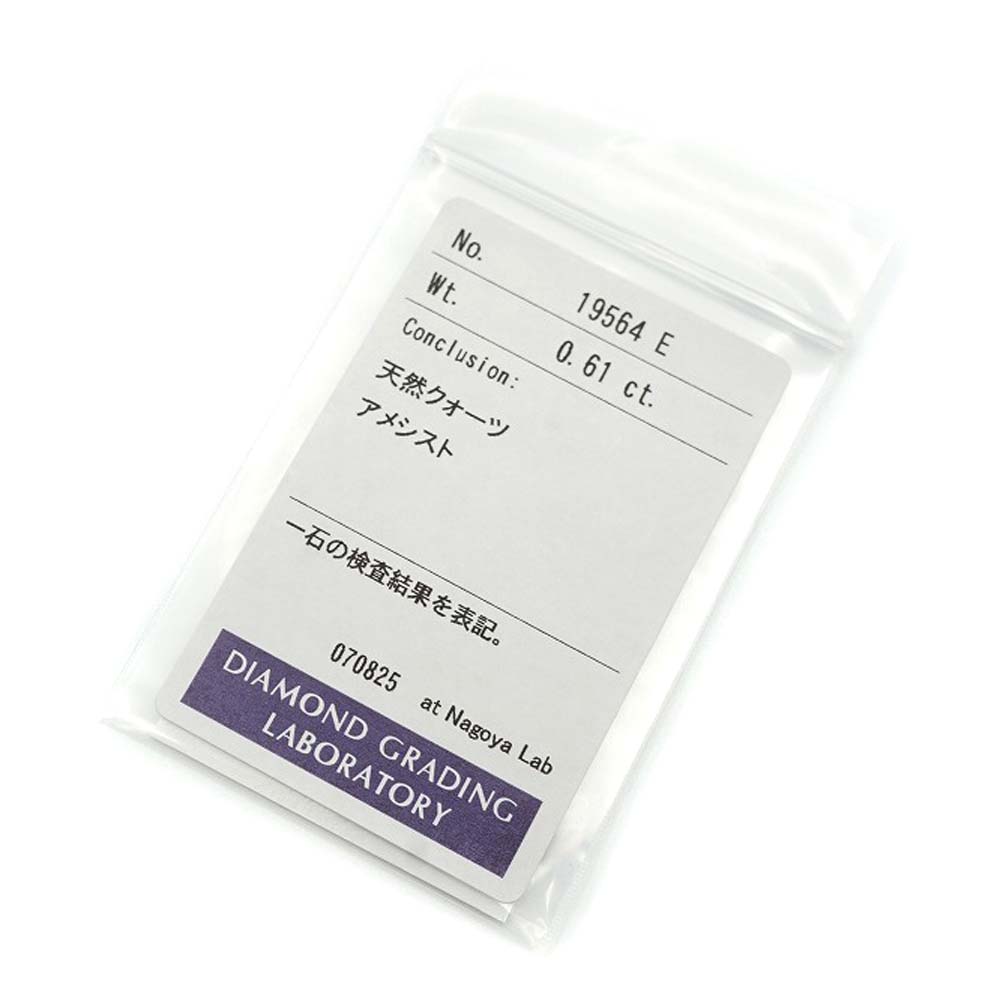 No. 19564 E
Wt. 0.61 ct.
Conclusion:
天然クオーツ
アメシスト
一石の検査結果を表記。
070825 at Nagoya Lab
DIAMOND GRADING
LABORATORY